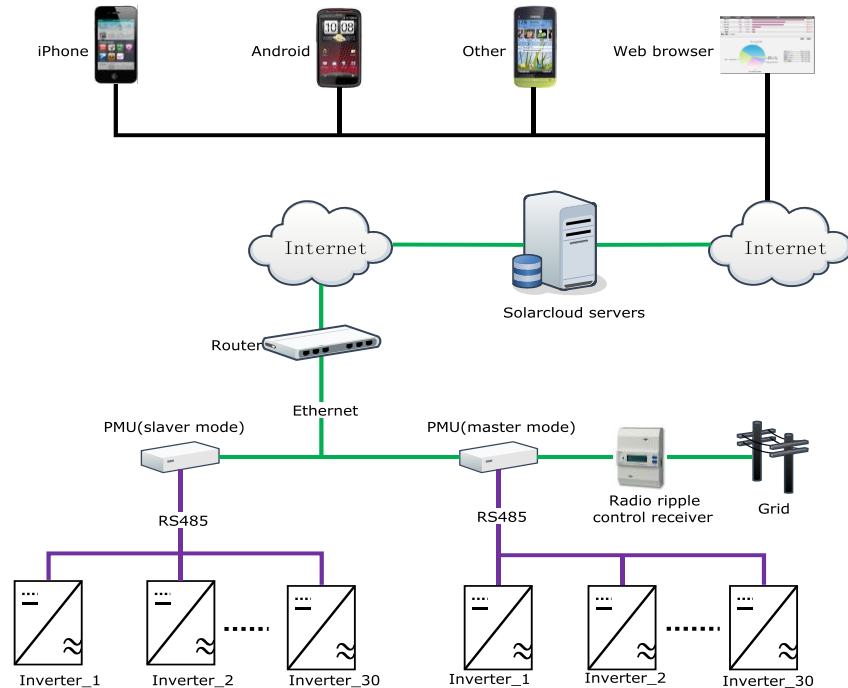 iPhone
Android
Other
Web browser
Internet
Internet
Solarcloud servers
Router
Ethernet
PMU(slaver mode)
PMU(master mode)
RS485
RS485
Radio ripple
control receiver
Grid
Inverter_1
Inverter_2
Inverter_30
Inverter_1
Inverter_2
Inverter_30